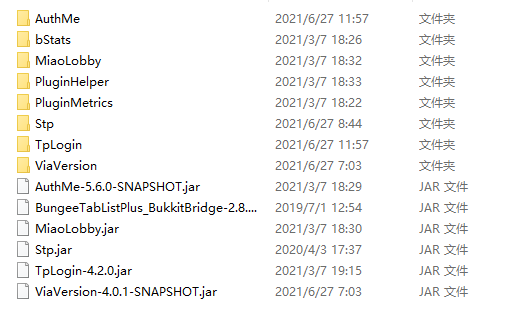 AuthMe 2021/6/27 11:57 文件夹
bStats 2021/3/7 18:26 文件夹
MiaoLobby 2021/3/7 18:32 文件夹
PluginHelper 2021/3/7 18:33 文件夹
PluginMetrics 2021/3/7 18:22 文件夹
Stp 2021/6/27 8:44 文件夹
TpLogin 2021/6/27 11:57 文件夹
ViaVersion 2021/6/27 7:03 文件夹
AuthMe-5.6.0-SNAPSHOT.jar 2021/3/7 18:29 JAR 文件
BungeeTabListPlus_BukkitBridge-2.8.... 2019/7/1 12:54 JAR 文件
MiaoLobby.jar 2021/3/7 18:30 JAR 文件
Stp.jar 2020/4/3 17:37 JAR 文件
TpLogin-4.2.0.jar 2021/3/7 19:15 JAR 文件
ViaVersion-4.0.1-SNAPSHOT.jar 2021/6/27 7:03 JAR 文件